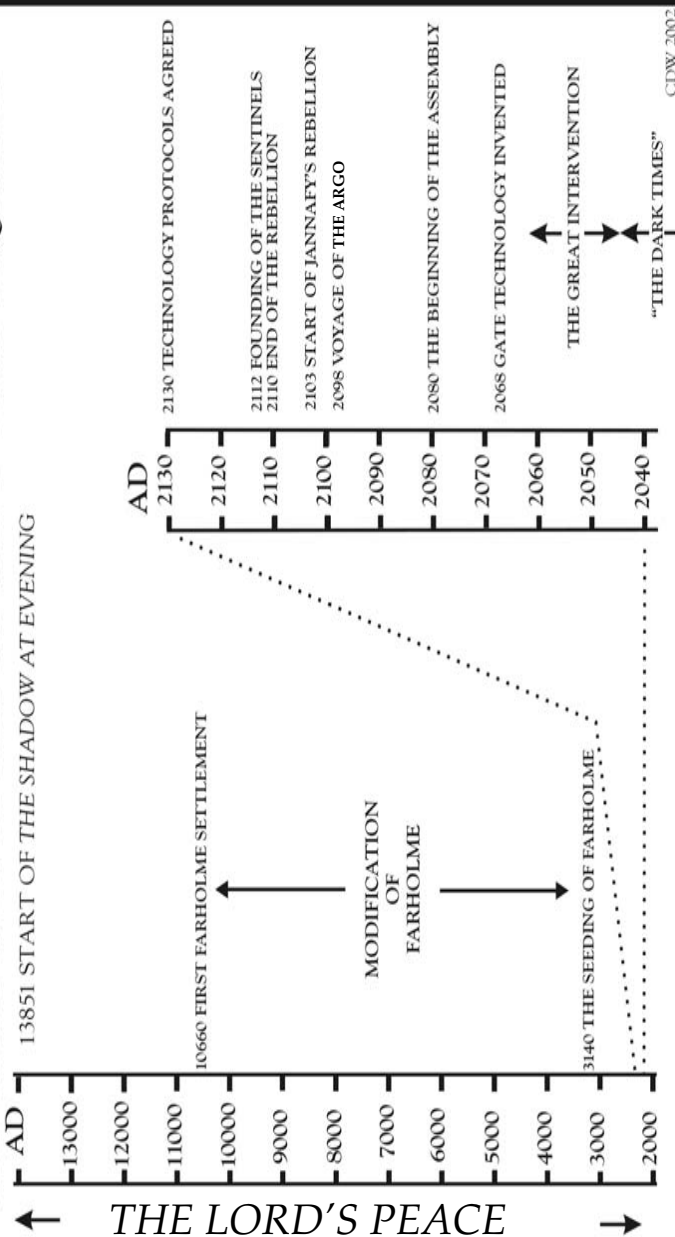 13851 START OF THE SHADOW AT EVENING
AD
13000
12000
11000
10000
9000
8000
7000
6000
5000
4000
3000
2000
THE LORD’S PEACE
10660 FIRST FARHOLME SETTLEMENT
MODIFICATION
OF
FARHOLME
3140 THE SEEDING OF FARHOLME
AD
2130
2120
2110
2100
2090
2080
2070
2060
2050
2040
2130 TECHNOLOGY PROTOCOLS AGREED
2112 FOUNDING OF THE SENTINELS
2110 END OF THE REBELLION
2103 START OF JANNAFY’S REBELLION
2098 VOYAGE OF THE ARGO
2080 THE BEGINNING OF THE ASSEMBLY
2068 GATE TECHNOLOGY INVENTED
THE GREAT INTERVENTION
“THE DARK TIMES”
CDW 2002